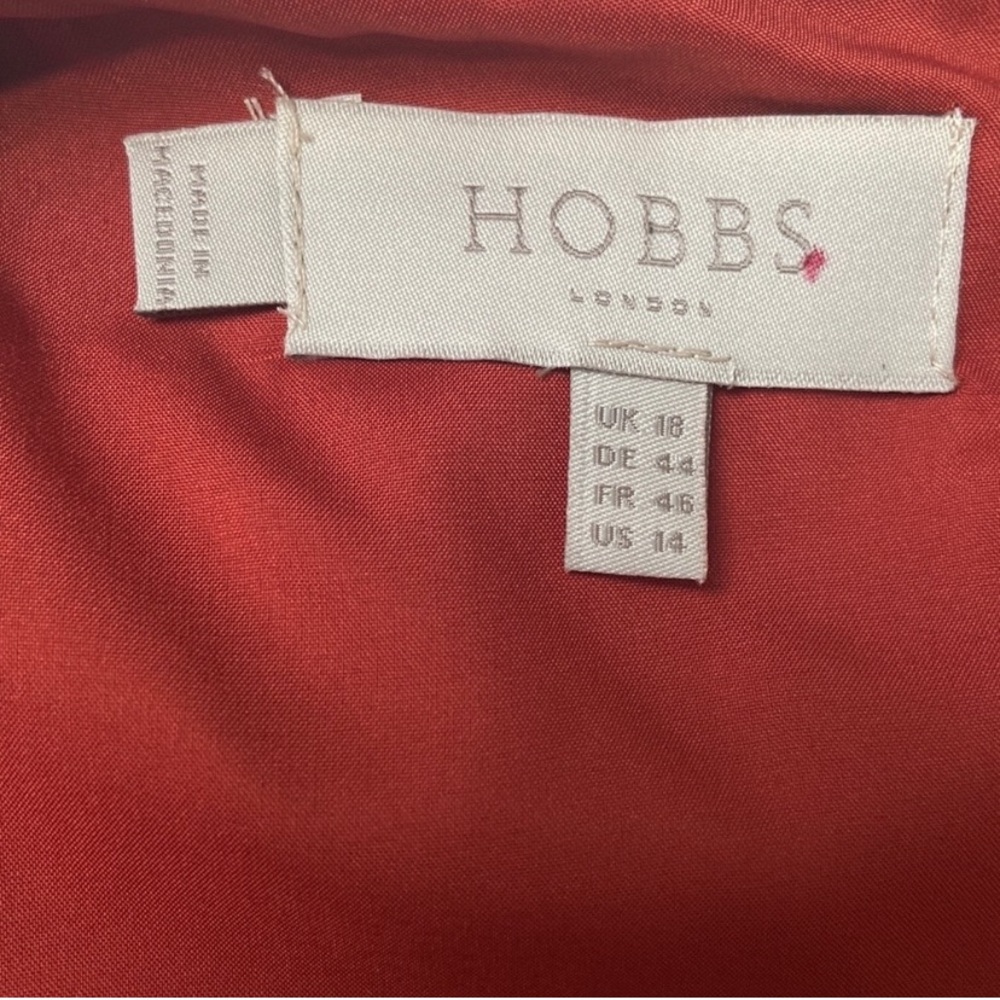 HOBBS
LONDON
MADE IN
MACEDONIA
UK 18
DE 44
FR 46
US 14